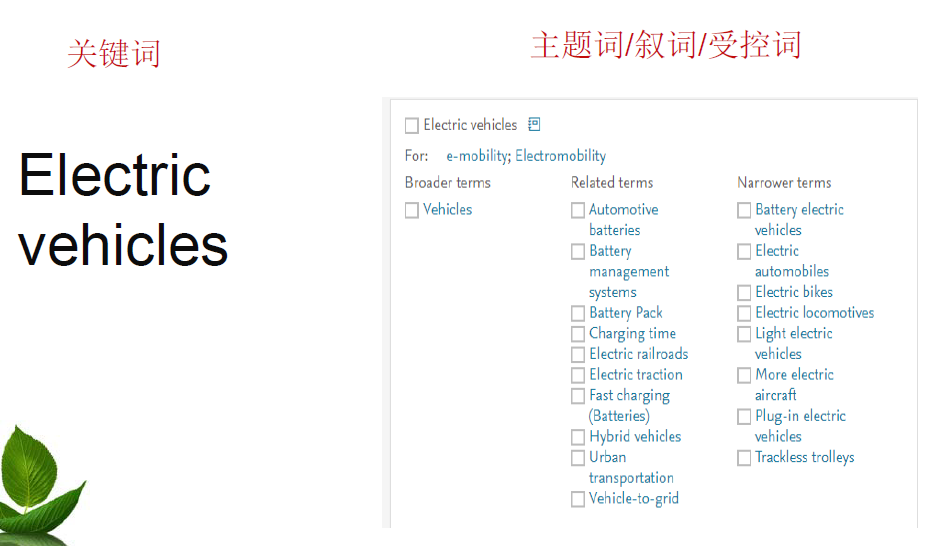 关键词
主题词/叙词/受控词
Electric
vehicles
Electric vehicles
For: e-mobility; Electromobility
Broader terms
Vehicles
Related terms
Automotive
batteries
Battery
management
systems
Battery Pack
Charging time
Electric railroads
Electric traction
Fast charging
(Batteries)
Hybrid vehicles
Urban
transportation
Vehicle-to-grid
Narrower terms
Battery electric
vehicles
Electric
automobiles
Electric bikes
Electric locomotives
Light electric
vehicles
More electric
aircraft
Plug-in electric
vehicles
Trackless trolleys